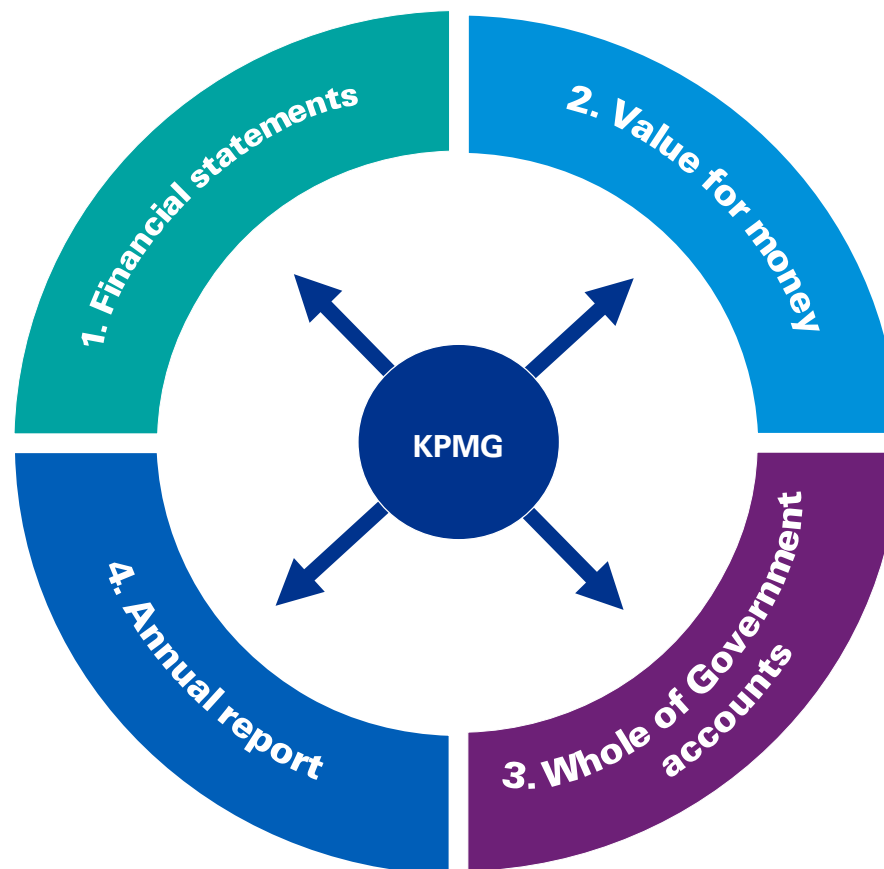 1. Financial statements
2. Value for money
KPMG
3. Whole of Government
accounts
4. Annual report